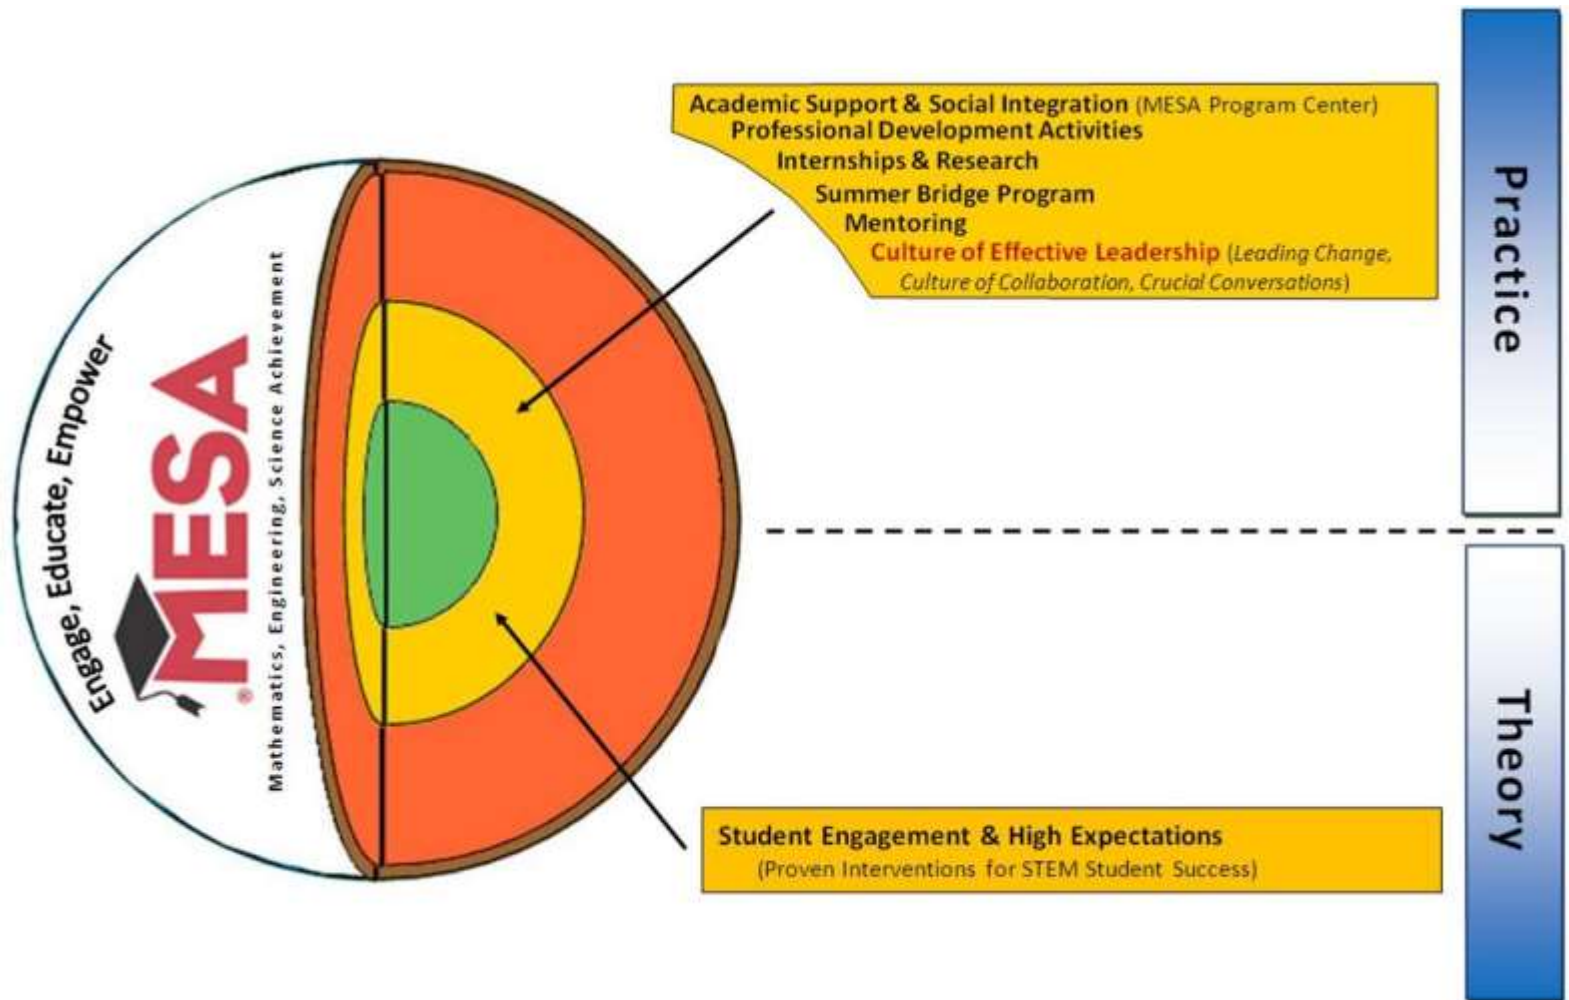 Academic Support & Social Integration (MESA Program Center)
Professional Development Activities
Internships & Research
Summer Bridge Program
Mentoring
Culture of Effective Leadership (Leading Change,
Culture of Collaboration, Crucial Conversations)
Practice
Engage, Educate, Empower
MESA
®
Mathematics, Engineering, Science Achievement
Student Engagement & High Expectations
(Proven Interventions for STEM Student Success)
Theory